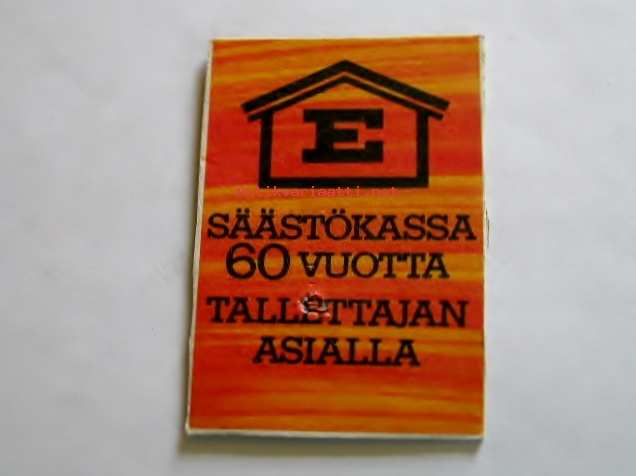 E
SÄÄSTÖKASSA
60 VUOTTA
TALLETTAJAN
ASIALLA